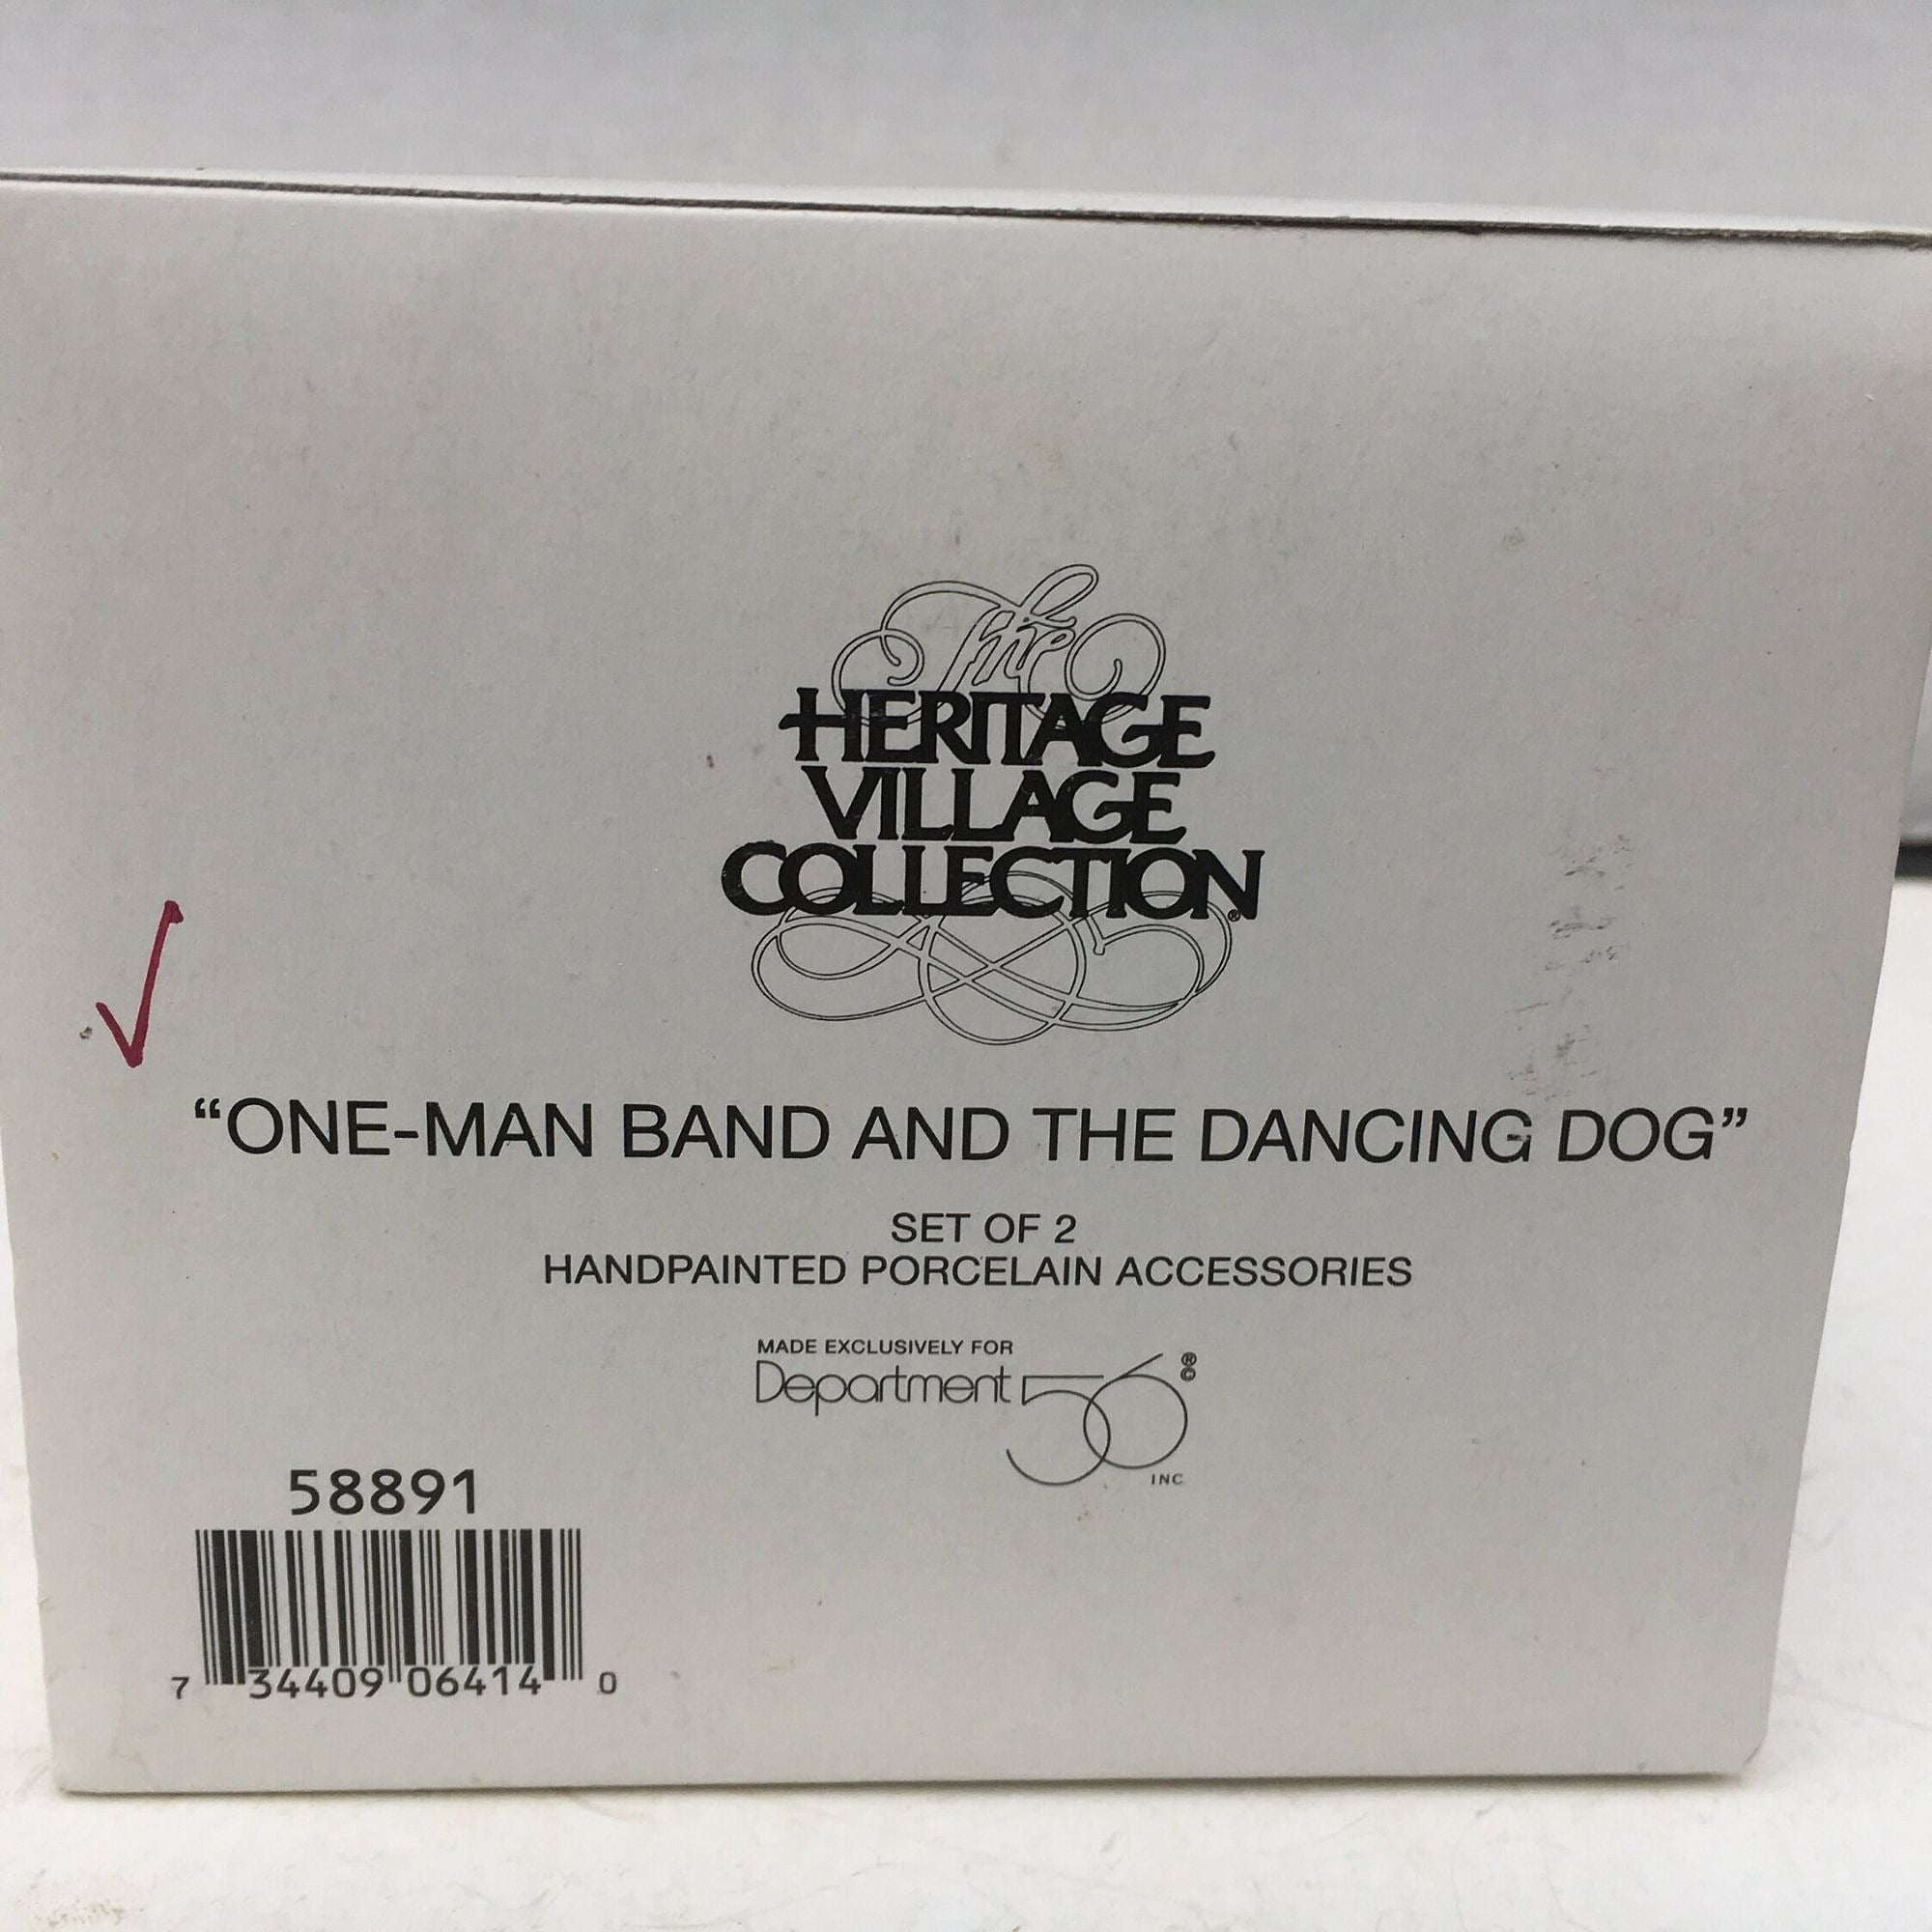 The
HERITAGE
VILLAGE
COLLECTION®
“ONE-MAN BAND AND THE DANCING DOG”
SET OF 2
HANDPAINTED PORCELAIN ACCESSORIES
MADE EXCLUSIVELY FOR
Department 56 ® ©
INC.
58891
7 34409 06414 0